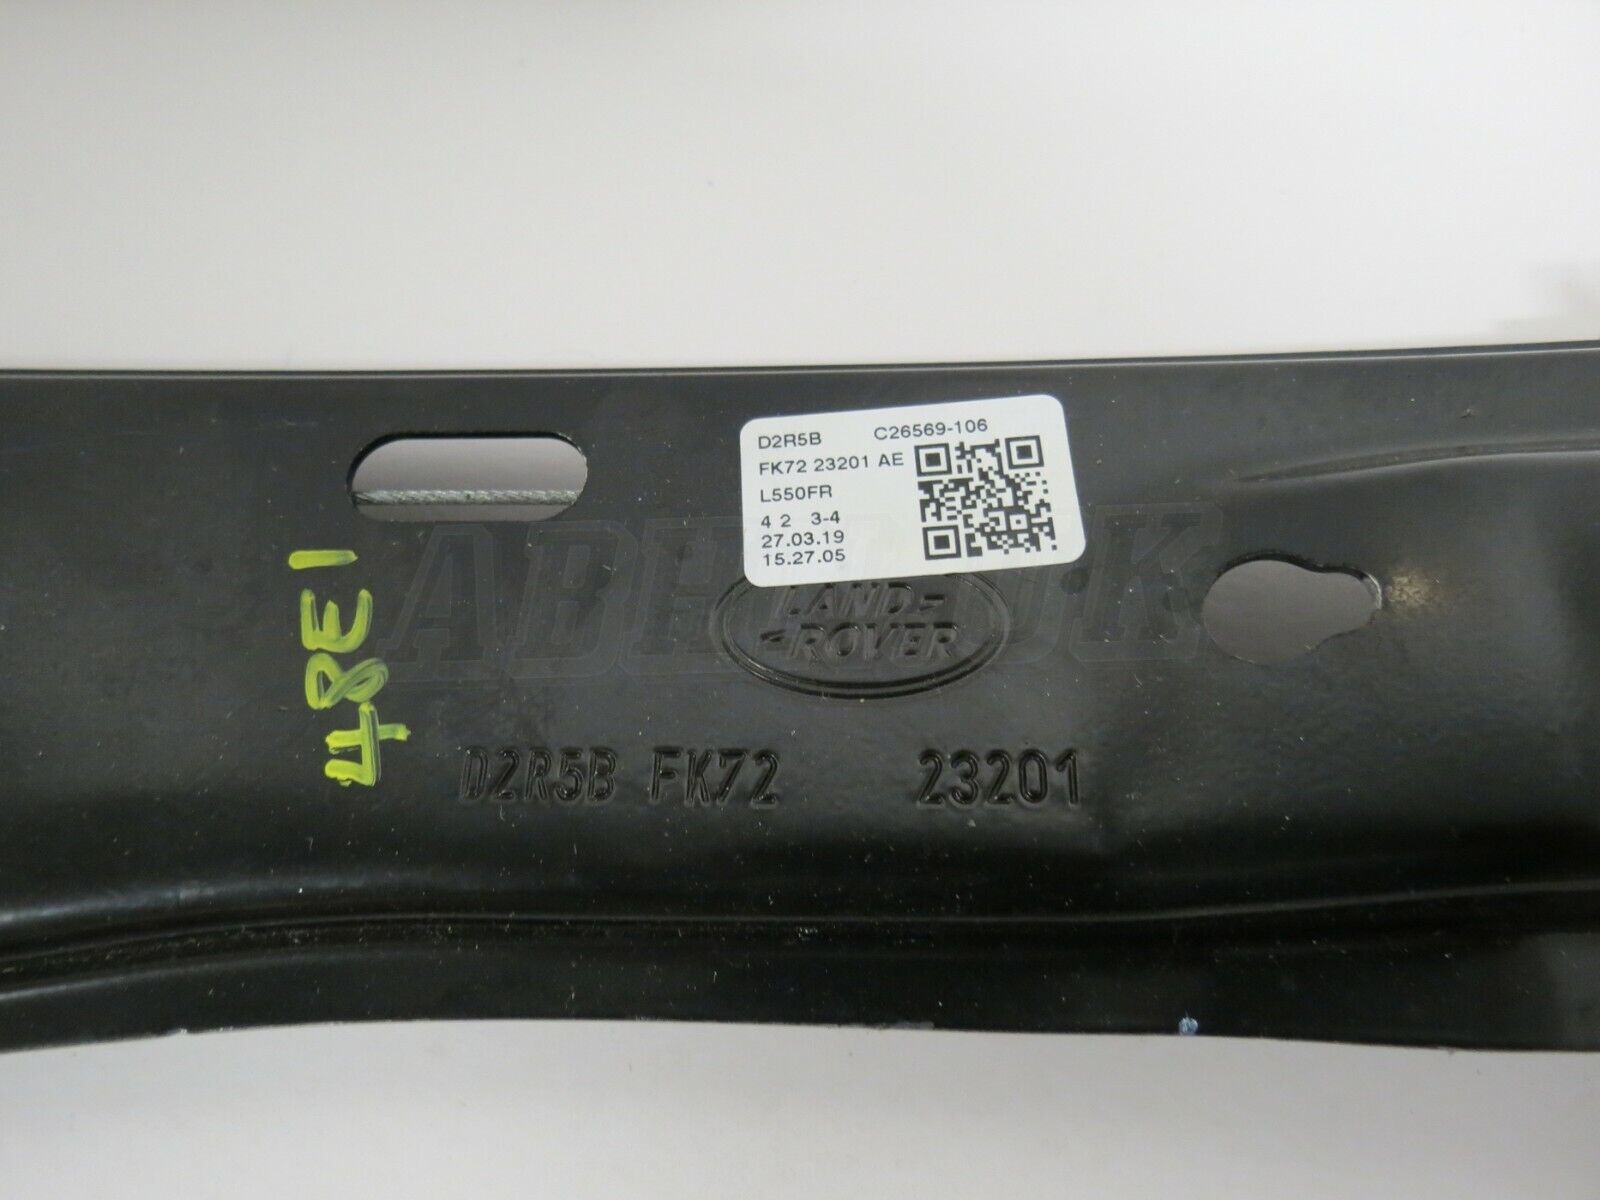 D2R5B C26569-106
FK72 23201 AE
L550FR
4 2 3-4
27.03.19
15.27.05
LAND-
-ROVER
D2R5B FK72 23201